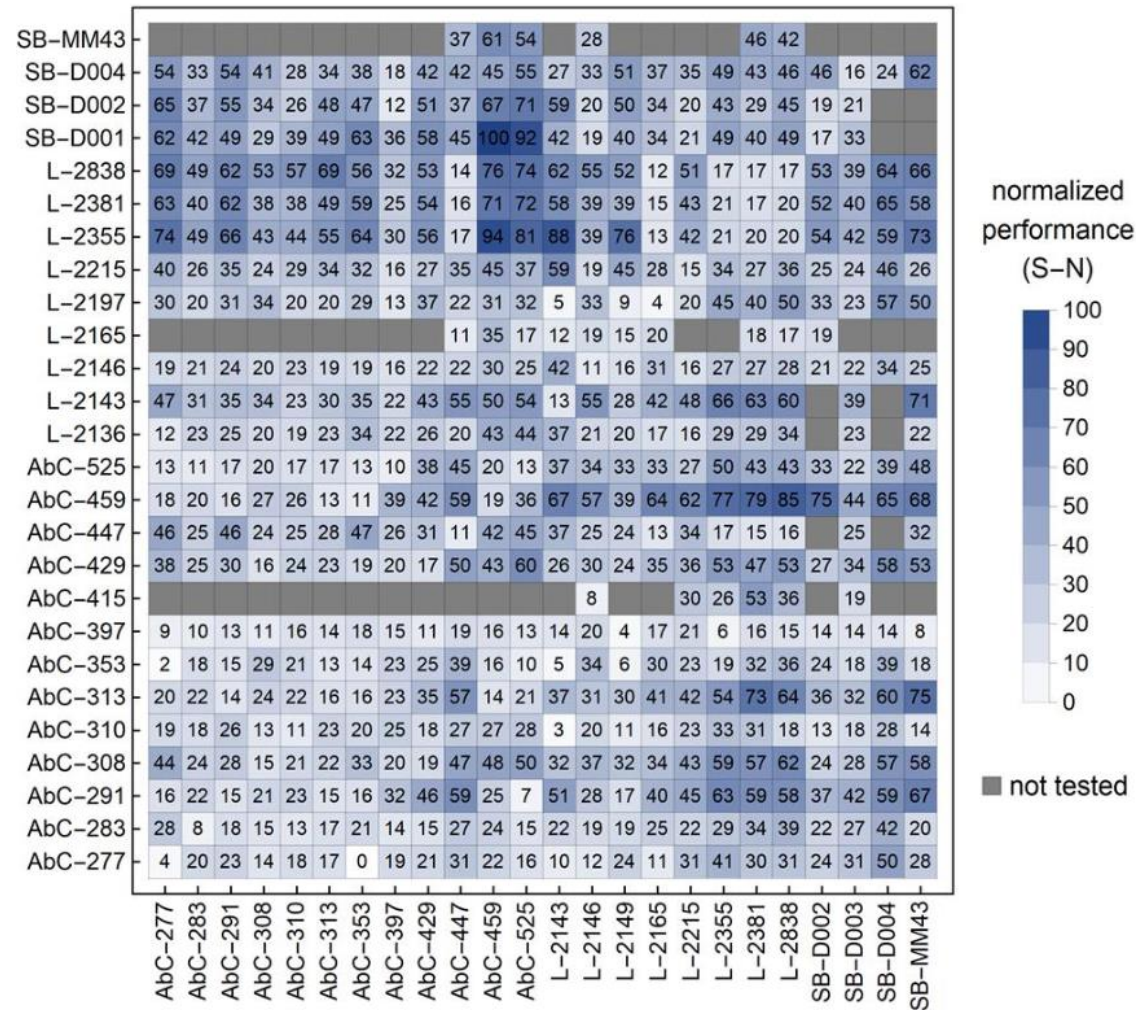 SB-MM43 37 61 54 28 46 42
SB-D004 54 33 54 41 28 34 38 18 42 42 45 55 27 33 51 37 35 49 43 46 46 16 24 62
SB-D002 65 37 55 34 26 48 47 12 51 37 67 71 59 20 50 34 20 43 29 45 19 21
SB-D001 62 42 49 29 39 49 63 36 58 45 100 92 42 19 40 34 21 49 40 49 17 33
L-2838 69 49 62 53 57 69 56 32 53 14 76 74 62 55 52 12 51 17 17 17 53 39 64 66
L-2381 63 40 62 38 38 49 59 25 54 16 71 72 58 39 39 15 43 21 17 20 52 40 65 58
L-2355 74 49 66 43 44 55 64 30 56 17 94 81 88 39 76 13 42 21 20 20 54 42 59 73
L-2215 40 26 35 24 29 34 32 16 27 35 45 37 59 19 45 28 15 34 27 36 25 24 46 26
L-2197 30 20 31 34 20 20 29 13 37 22 31 32 5 33 9 4 20 45 40 50 33 23 57 50
L-2165 11 35 17 12 19 15 20 18 17 19
L-2146 19 21 24 20 23 19 19 16 22 22 30 25 42 11 16 31 16 27 27 28 21 22 34 25
L-2143 47 31 35 34 23 30 35 22 43 55 50 54 13 55 28 42 48 66 63 60 39 71
L-2136 12 23 25 20 19 23 34 22 26 20 43 44 37 21 20 17 16 29 29 34 23 22
AbC-525 13 11 17 20 17 17 13 10 38 45 20 13 37 34 33 33 27 50 43 43 33 22 39 48
AbC-459 18 20 16 27 26 13 11 39 42 59 19 36 67 57 39 64 62 77 79 85 75 44 65 68
AbC-447 46 25 46 24 25 28 47 26 31 11 42 45 37 25 24 13 34 17 15 16 25 32
AbC-429 38 25 30 16 24 23 19 20 17 50 43 60 26 30 24 35 36 53 47 53 27 34 58 53
AbC-415 8 30 26 53 36 19
AbC-397 9 10 13 11 16 14 18 15 11 19 16 13 14 20 4 17 21 6 16 15 14 14 14 8
AbC-353 2 18 15 29 21 13 14 23 25 39 16 10 5 34 6 30 23 19 32 36 24 18 39 18
AbC-313 20 22 14 24 22 16 16 23 35 57 14 21 37 31 30 41 42 54 73 64 36 32 60 75
AbC-310 19 18 26 13 11 23 20 25 18 27 27 28 3 20 11 16 23 33 31 18 13 18 28 14
AbC-308 44 24 28 15 21 22 33 20 19 47 48 50 32 37 32 34 43 59 57 62 24 28 57 58
AbC-291 16 22 15 21 23 15 16 32 46 59 25 7 51 28 17 40 45 63 59 58 37 42 59 67
AbC-283 28 8 18 15 13 17 21 14 15 27 24 15 22 19 19 25 22 29 34 39 22 27 42 20
AbC-277 4 20 23 14 18 17 0 19 21 31 22 16 10 12 24 11 31 41 30 31 24 31 50 28
AbC-277
AbC-283
AbC-291
AbC-308
AbC-310
AbC-313
AbC-353
AbC-397
AbC-429
AbC-447
AbC-459
AbC-525
L-2143
L-2146
L-2149
L-2165
L-2215
L-2355
L-2381
L-2838
SB-D002
SB-D003
SB-D004
SB-MM43
normalized
performance
(S-N)
100
90
80
70
60
50
40
30
20
10
0
not tested